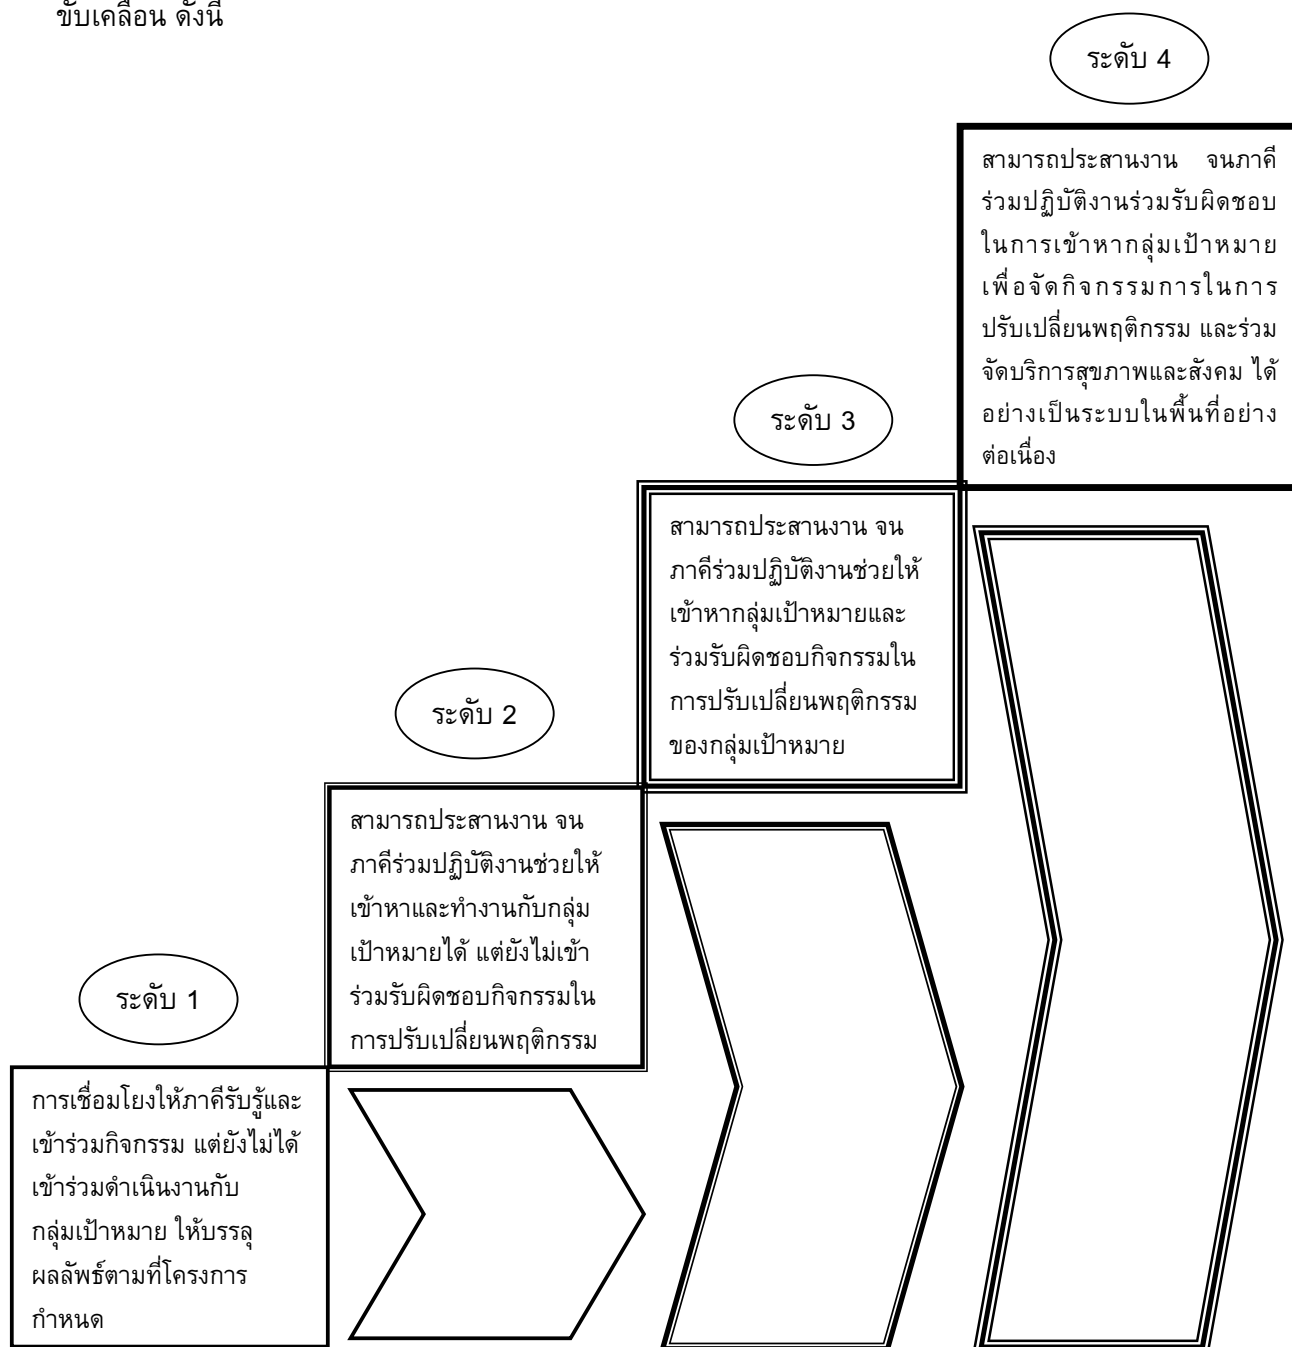 ขับเคลื่อน ดังนี้
ระดับ 4
สามารถประสานงาน จนภาคี
ร่วมปฏิบัติงานร่วมรับผิดชอบ
ในการเข้าหากลุ่มเป้าหมาย
เพื่อจัดกิจกรรมการในการ
ปรับเปลี่ยนพฤติกรรม และร่วม
จัดบริการสุขภาพและสังคม ได้
อย่างเป็นระบบในพื้นที่อย่าง
ต่อเนื่อง
ระดับ 3
สามารถประสานงาน จน
ภาคีร่วมปฏิบัติงานช่วยให้
เข้าหากลุ่มเป้าหมายและ
ร่วมรับผิดชอบกิจกรรมใน
การปรับเปลี่ยนพฤติกรรม
ของกลุ่มเป้าหมาย
ระดับ 2
สามารถประสานงาน จน
ภาคีร่วมปฏิบัติงานช่วยให้
เข้าหาและทำงานกับกลุ่ม
เป้าหมายได้ แต่ยังไม่เข้า
ร่วมรับผิดชอบกิจกรรมใน
การปรับเปลี่ยนพฤติกรรม
ระดับ 1
การเชื่อมโยงให้ภาคีรับรู้และ
เข้าร่วมกิจกรรม แต่ยังไม่ได้
เข้าร่วมดำเนินงานกับ
กลุ่มเป้าหมาย ให้บรรลุ
ผลลัพธ์ตามที่โครงการ
กำหนด